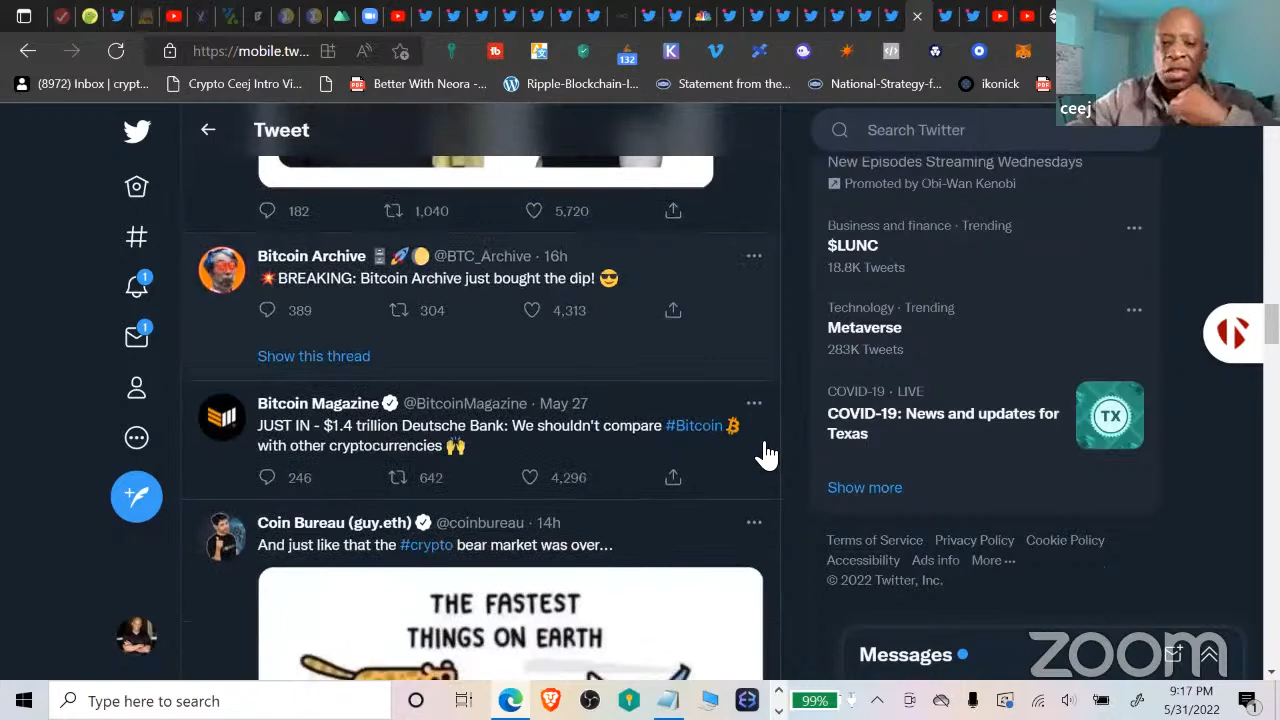 https://mobile.tw...
132
(8972) Inbox | crypt...
Crypto Ceej Intro Vi...
PDF
Better With Neora -...
Ripple-Blockchain-I...
Statement from the...
National-Strategy-f...
ikonick
PDF
ceej
Tweet
Search Twitter
182
1,040
5,720
Bitcoin Archive 🗄🚀🌔 @BTC_Archive · 16h
💥BREAKING: Bitcoin Archive just bought the dip! 😎
389
304
4,313
Show this thread
Bitcoin Magazine @BitcoinMagazine · May 27
JUST IN - $1.4 trillion Deutsche Bank: We shouldn't compare #Bitcoin
with other cryptocurrencies 🙌
246
642
4,296
Coin Bureau (guy.eth) @coinbureau · 14h
And just like that the #crypto bear market was over...
THE FASTEST
THINGS ON EARTH
1
1
New Episodes Streaming Wednesdays
Promoted by Obi-Wan Kenobi
Business and finance · Trending
$LUNC
18.8K Tweets
Technology · Trending
Metaverse
283K Tweets
COVID-19 · LIVE
COVID-19: News and updates for
Texas
TX
Show more
Terms of Service Privacy Policy Cookie Policy
Accessibility Ads info More ···
© 2022 Twitter, Inc.
Messages
zoom
Type here to search
99%
9:17 PM
5/31/2022
1